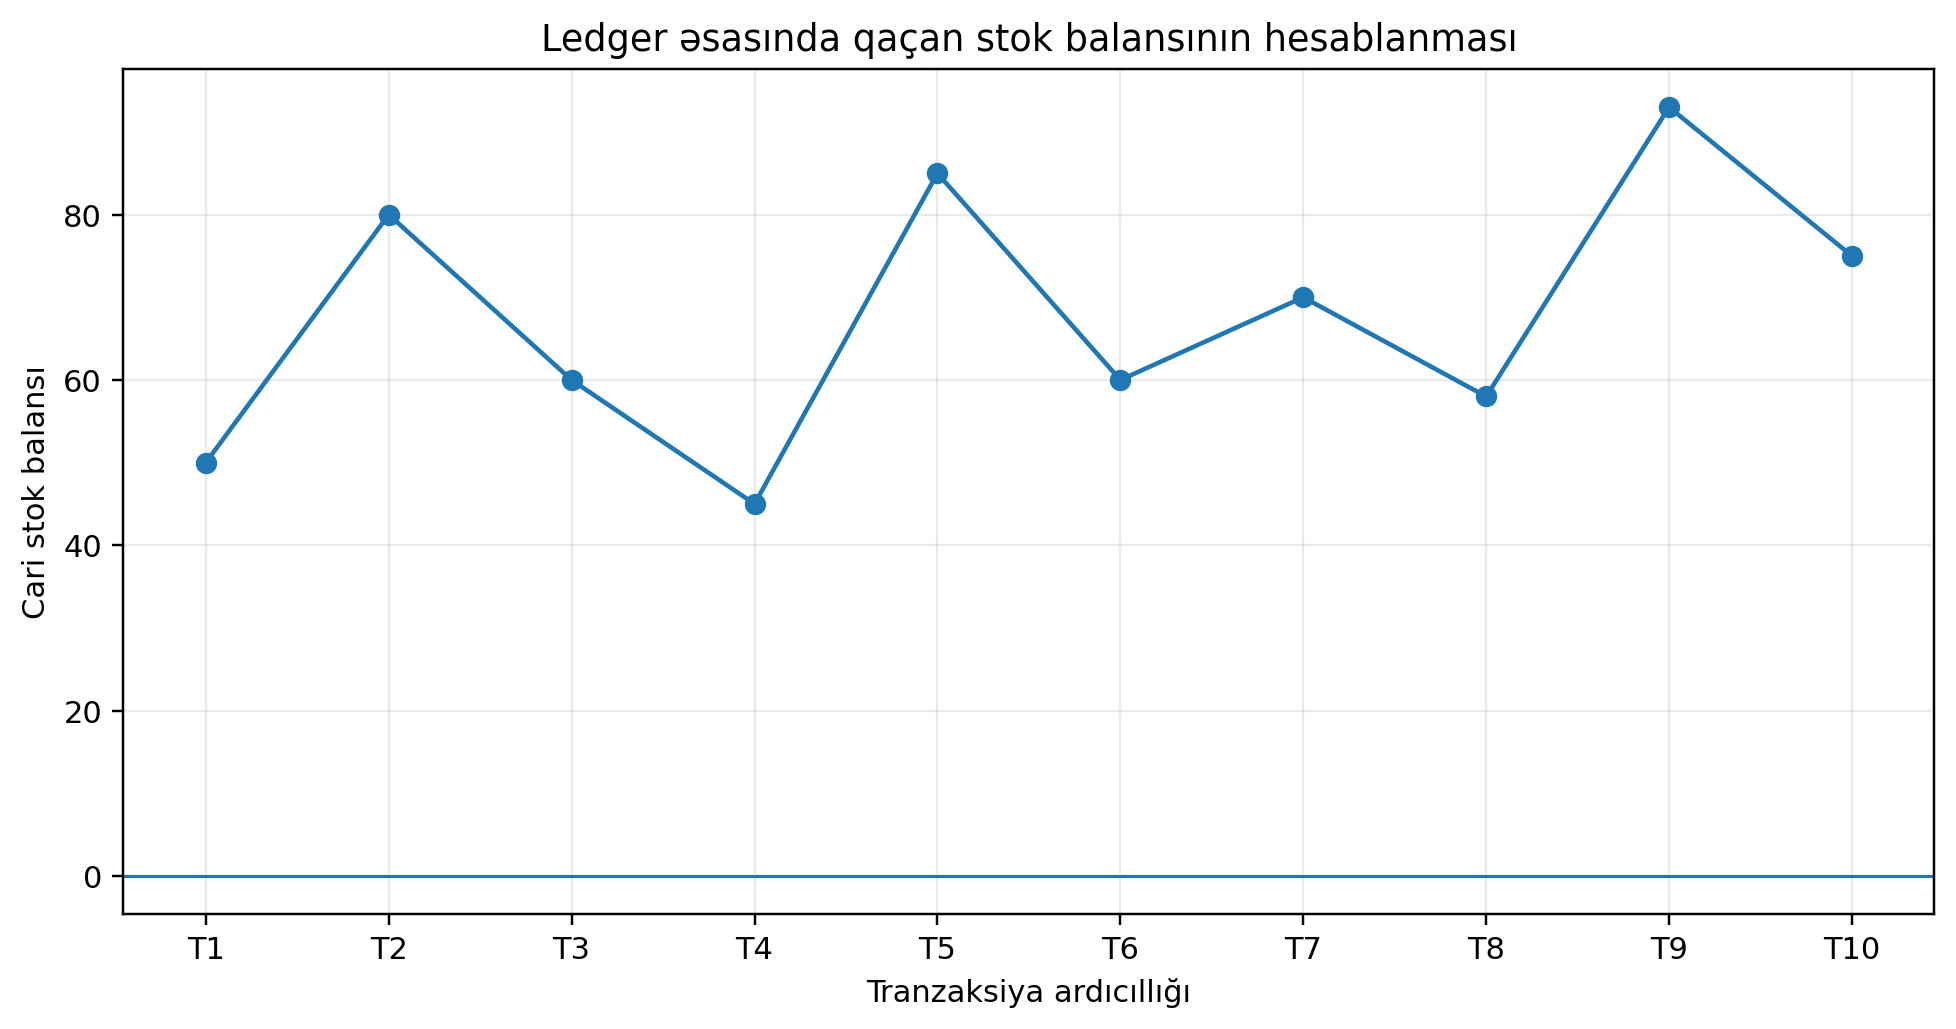 Ledger əsasında qaçan stok balansının hesablanması
Cari stok balansı
80
60
40
20
0
T1 T2 T3 T4 T5 T6 T7 T8 T9 T10
Tranzaksiya ardıcıllığı